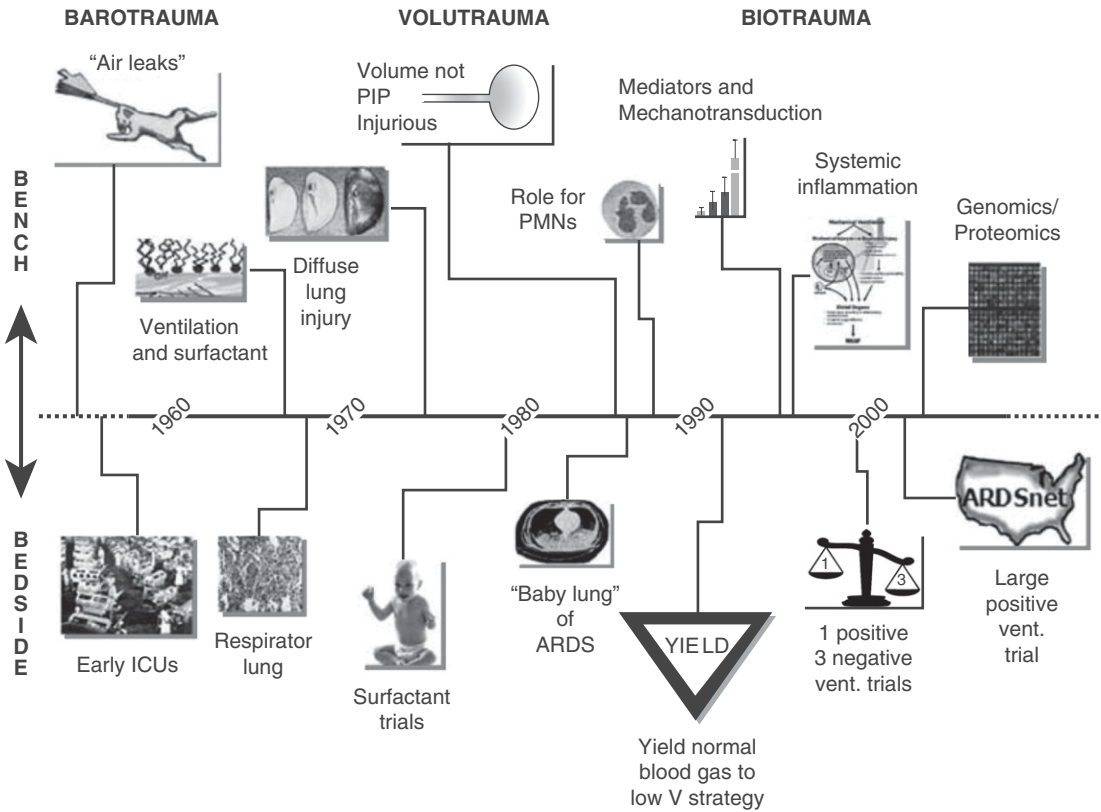 BAROTRAUMA
VOLUTRAUMA
BIOTRAUMA
“Air leaks”
Volume not
PIP
Injurious
Mediators and
Mechanotransduction
Role for
PMNs
Systemic
inflammation
Genomics/
Proteomics
BENCH
Diffuse
lung
injury
Ventilation
and surfactant
1960
1970
1980
1990
2000
BEDSIDE
Early ICUs
Respirator
lung
Surfactant
trials
“Baby lung”
of
ARDS
YIELD
Yield normal
blood gas to
low V strategy
1
3
1 positive
3 negative
vent. trials
ARDSnet
Large
positive
vent.
trial